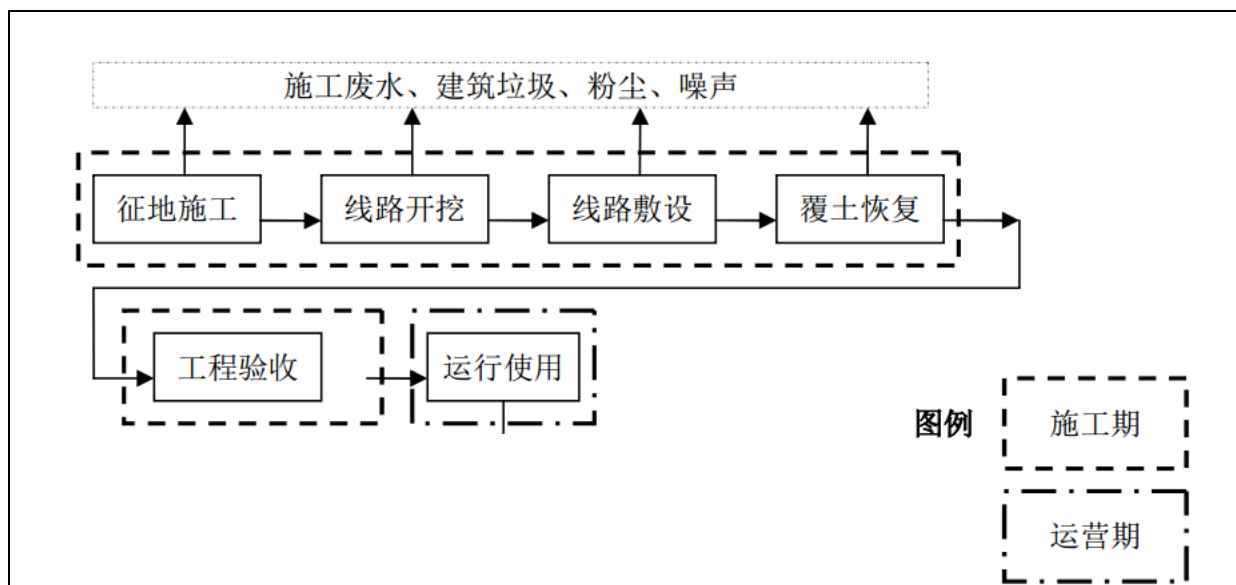 施工废水、建筑垃圾、粉尘、噪声
征地施工 线路开挖 线路敷设 覆土恢复
工程验收 运行使用
图例 施工期
运营期